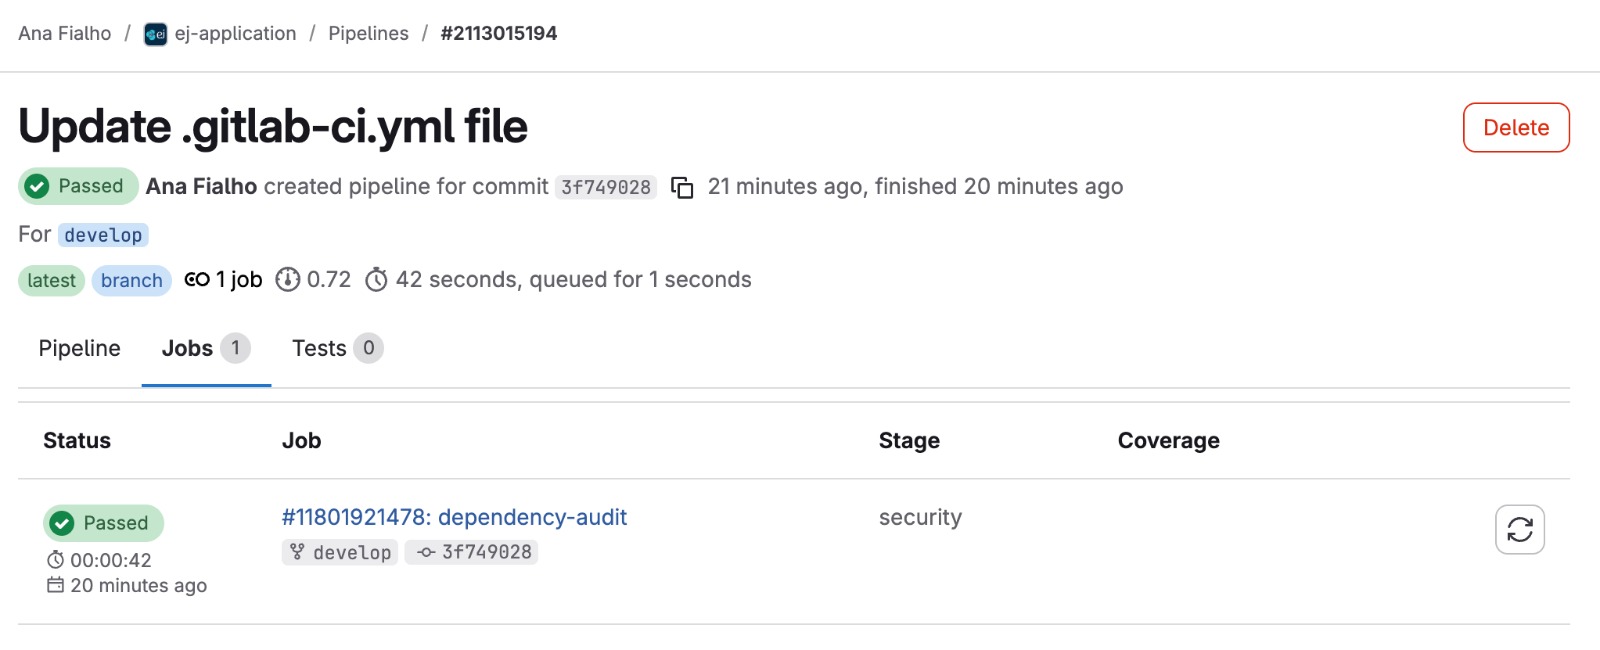 Ana Fialho / ej ej-application / Pipelines / #2113015194
Update .gitlab-ci.yml file
Delete
Passed Ana Fialho created pipeline for commit 3f749028 21 minutes ago, finished 20 minutes ago
For develop
latest branch 1 job 0.72 42 seconds, queued for 1 seconds
Pipeline Jobs 1 Tests 0
Status Job Stage Coverage
Passed #11801921478: dependency-audit security
develop 3f749028
00:00:42
20 minutes ago